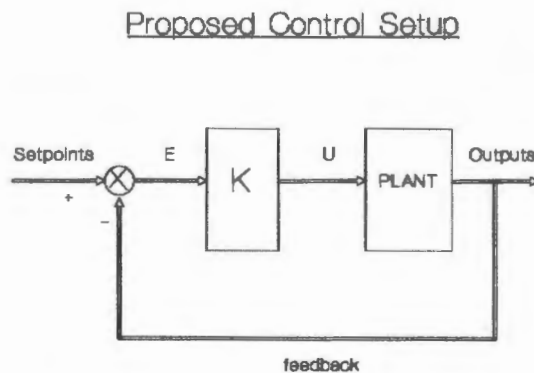 Proposed Control Setup
Setpoints E U Outputs
K PLANT
+
−
feedback